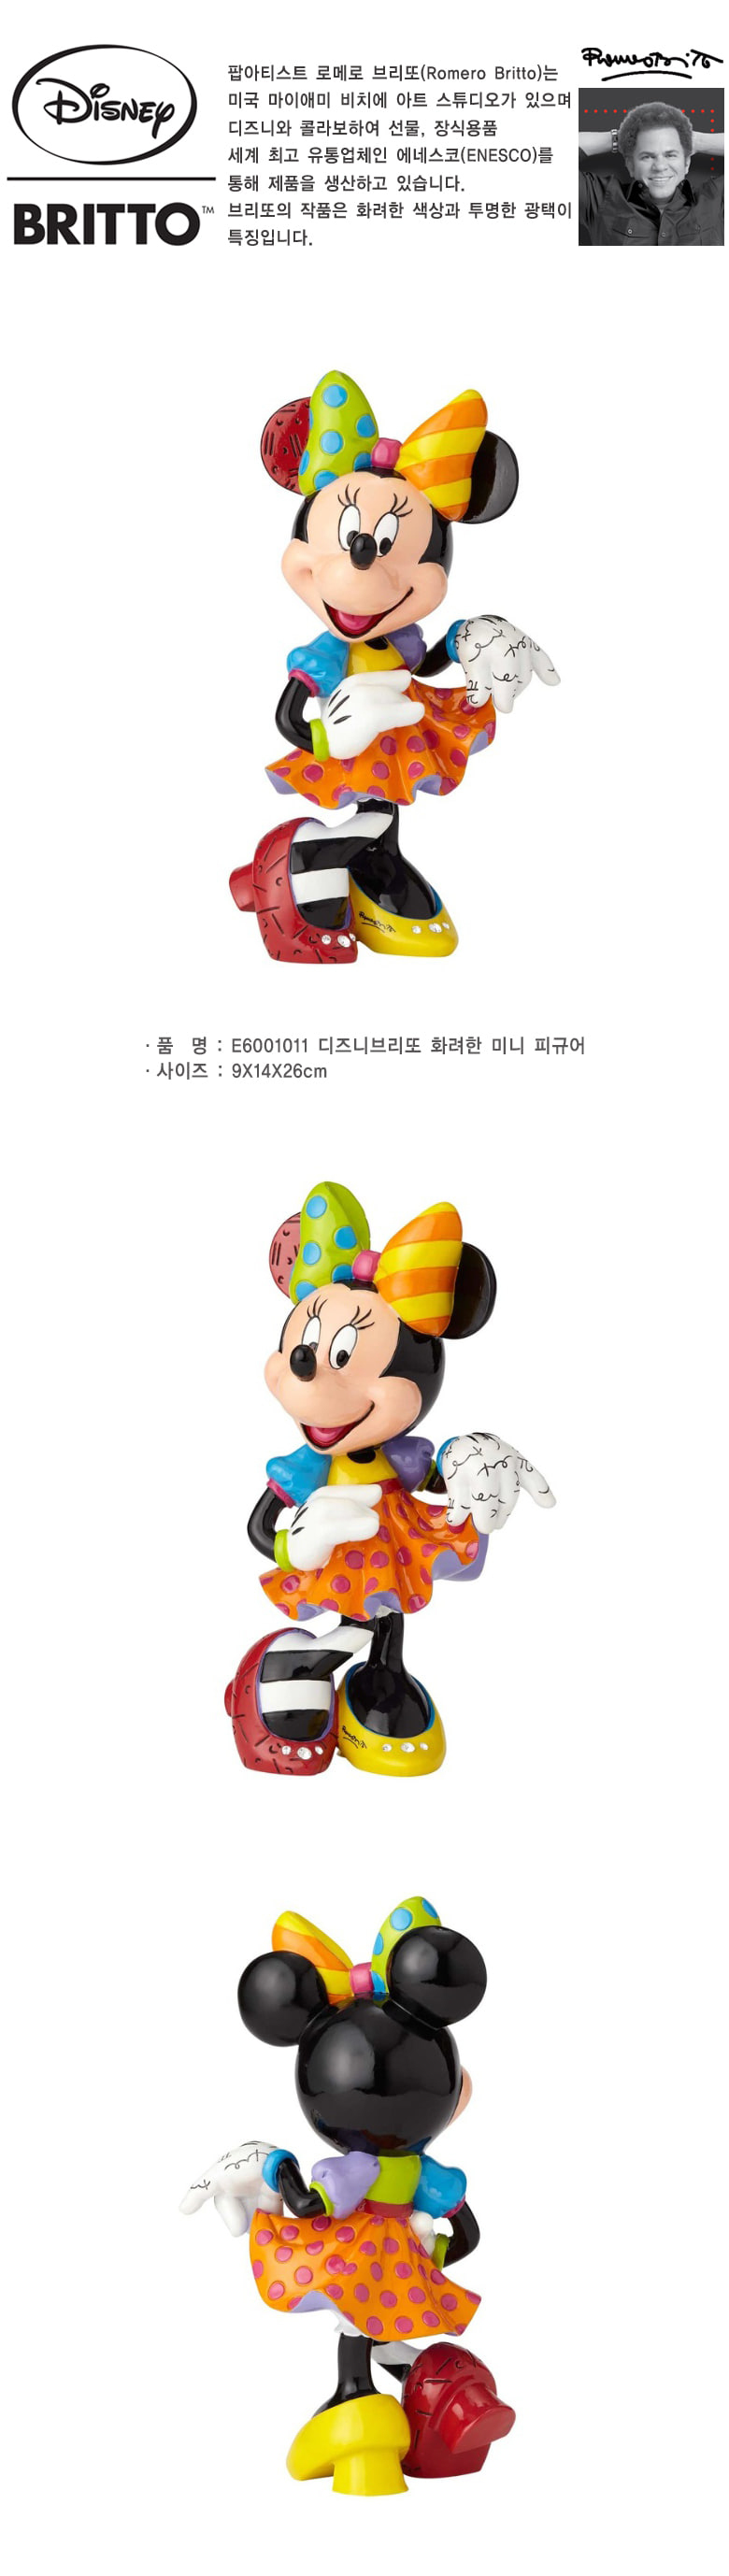 Disney
BRITTO™
팝아티스트 로메로 브리또(Romero Britto)는
미국 마이애미 비치에 아트 스튜디오가 있으며
디즈니와 콜라보하여 선물, 장식용품
세계 최고 유통업체인 에네스코(ENESCO)를
통해 제품을 생산하고 있습니다.
브리또의 작품은 화려한 색상과 투명한 광택이
특징입니다.
· 품 명 : E6001011 디즈니브리또 화려한 미니 피규어
· 사이즈 : 9X14X26cm